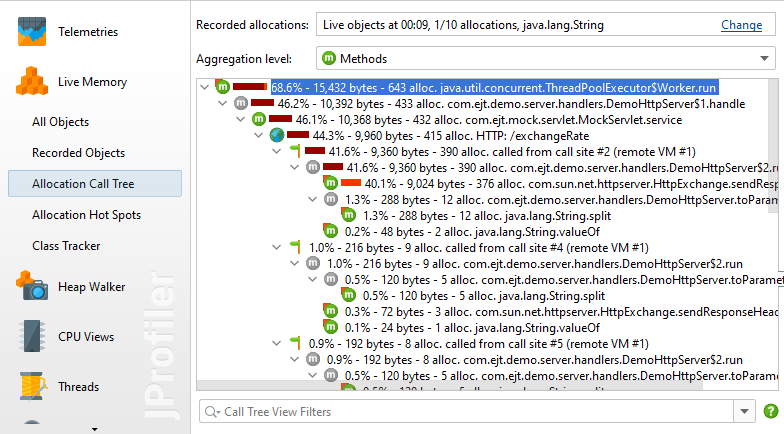 Telemetries
Live Memory
All Objects
Recorded Objects
Allocation Call Tree
Allocation Hot Spots
Class Tracker
Heap Walker
CPU Views
Threads
JProfiler
Recorded allocations: Live objects at 00:09, 1/10 allocations, java.lang.String Change
Aggregation level: m Methods
m 68.6% - 15,432 bytes - 643 alloc. java.util.concurrent.ThreadPoolExecutor$Worker.run
m 46.2% - 10,392 bytes - 433 alloc. com.ejt.demo.server.handlers.DemoHttpServer$1.handle
m 46.1% - 10,368 bytes - 432 alloc. com.ejt.mock.servlet.MockServlet.service
44.3% - 9,960 bytes - 415 alloc. HTTP: /exchangeRate
41.6% - 9,360 bytes - 390 alloc. called from call site #2 (remote VM #1)
m 41.6% - 9,360 bytes - 390 alloc. com.ejt.demo.server.handlers.DemoHttpServer$2.ru
m 40.1% - 9,024 bytes - 376 alloc. com.sun.net.httpserver.HttpExchange.sendResp
m 1.3% - 288 bytes - 12 alloc. com.ejt.demo.server.handlers.DemoHttpServer.toParam
m 1.3% - 288 bytes - 12 alloc. java.lang.String.split
m 0.2% - 48 bytes - 2 alloc. java.lang.String.valueOf
1.0% - 216 bytes - 9 alloc. called from call site #4 (remote VM #1)
m 1.0% - 216 bytes - 9 alloc. com.ejt.demo.server.handlers.DemoHttpServer$2.run
m 0.5% - 120 bytes - 5 alloc. com.ejt.demo.server.handlers.DemoHttpServer.toParamet
m 0.5% - 120 bytes - 5 alloc. java.lang.String.split
m 0.3% - 72 bytes - 3 alloc. com.sun.net.httpserver.HttpExchange.sendResponseHead
m 0.1% - 24 bytes - 1 alloc. java.lang.String.valueOf
0.9% - 192 bytes - 8 alloc. called from call site #5 (remote VM #1)
m 0.9% - 192 bytes - 8 alloc. com.ejt.demo.server.handlers.DemoHttpServer$2.run
m 0.5% - 120 bytes - 5 alloc. com.ejt.demo.server.handlers.DemoHttpServer.toParamet
m 0.5% - 120 bytes - 5 alloc. java.lang.String.split
Call Tree View Filters ?